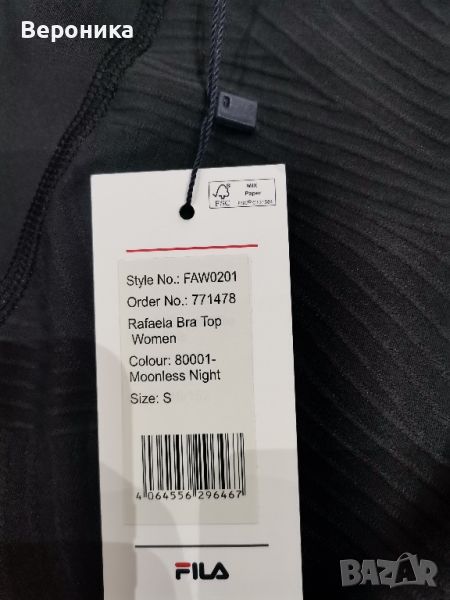 Вероника
FSC
MIX
Paper
Style No.: FAW0201
Order No.: 771478
Rafaela Bra Top
Women
Colour: 80001-
Moonless Night
Size: S
4 064556 296467
FILA
BAZAR